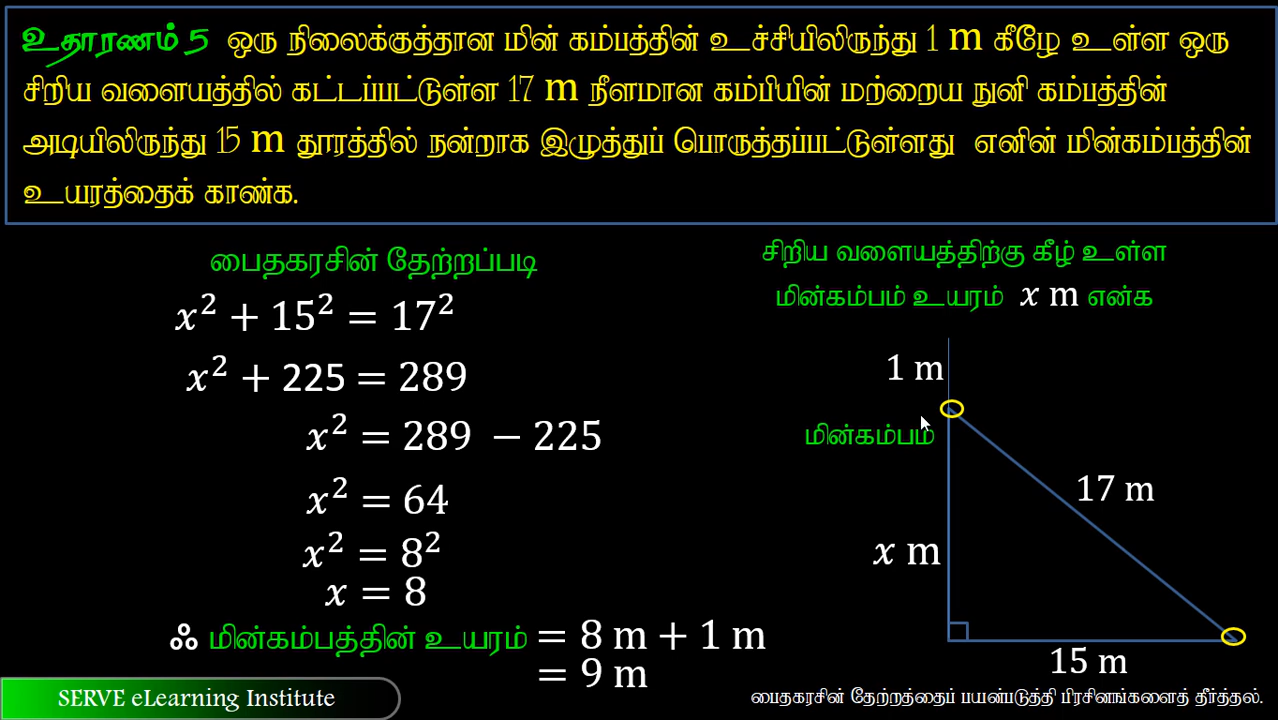 உதாரணம் 5 ஒரு நிலைக்குத்தான மின் கம்பத்தின் உச்சியிலிருந்து 1 m கீழே உள்ள ஒரு
சிறிய வளையத்தில் கட்டப்பட்டுள்ள 17 m நீளமான கம்பியின் மற்றைய நுனி கம்பத்தின்
அடியிலிருந்து 15 m தூரத்தில் நன்றாக இழுத்துப் பொருத்தப்பட்டுள்ளது எனின் மின்கம்பத்தின்
உயரத்தைக் காண்க.
பைதகரசின் தேற்றப்படி
x² + 15² = 17²
x² + 225 = 289
x² = 289 − 225
x² = 64
x² = 8²
x = 8
ஃ மின்கம்பத்தின் உயரம் = 8 m + 1 m
= 9 m
சிறிய வளையத்திற்கு கீழ் உள்ள
மின்கம்பம் உயரம் x m என்க
1 m
மின்கம்பம்
17 m
x m
15 m
SERVE eLearning Institute
பைதகரசின் தேற்றத்தைப் பயன்படுத்தி பிரசினங்களைத் தீர்த்தல்.